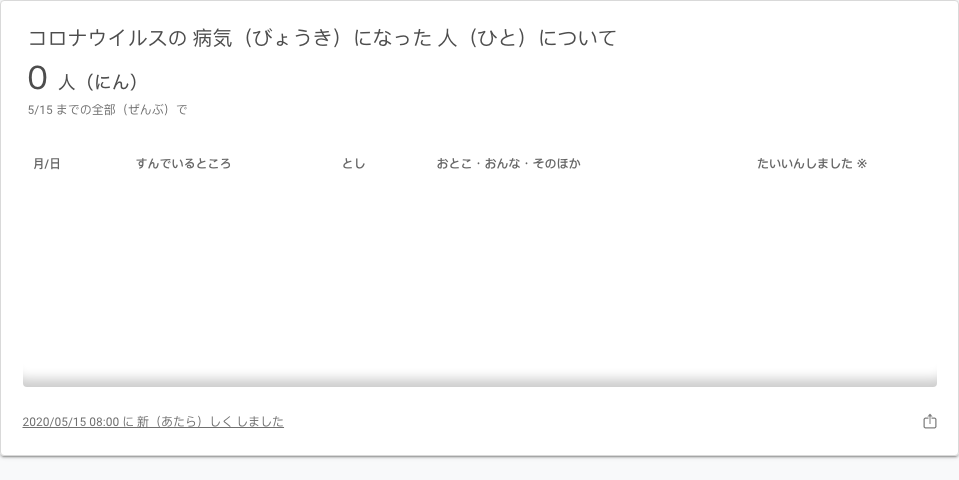 コロナウイルスの 病気（びょうき）になった 人（ひと）について
0 人（にん）
5/15 までの全部（ぜんぶ）で
月/日 すんでいるところ とし おとこ・おんな・そのほか たいいんしました ※
2020/05/15 08:00 に 新（あたら）しく しました